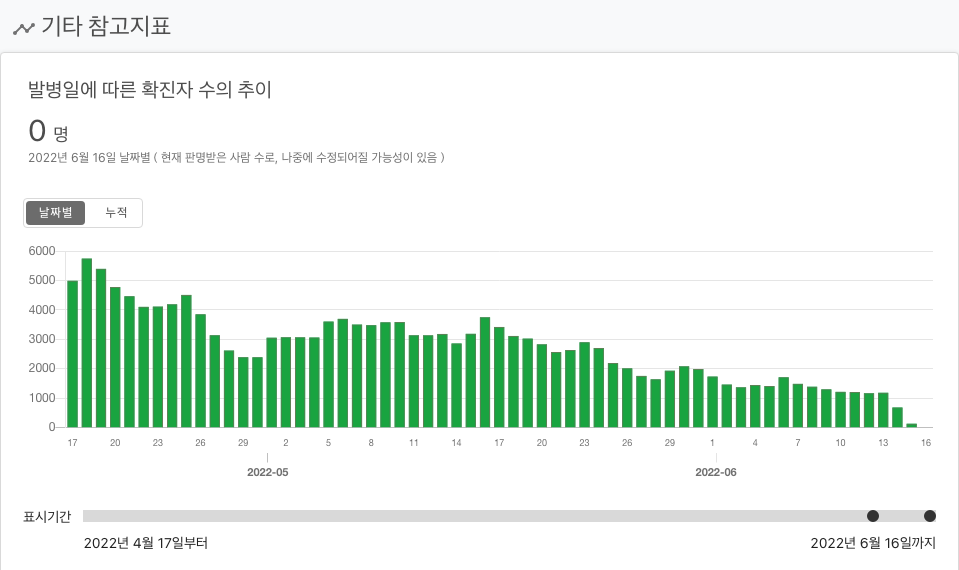 기타 참고지표
발병일에 따른 확진자 수의 추이
0 명
2022년 6월 16일 날짜별 ( 현재 판명받은 사람 수로, 나중에 수정되어질 가능성이 있음 )
날짜별 누적
6000
5000
4000
3000
2000
1000
0
17 20 23 26 29 2 5 8 11 14 17 20 23 26 29 1 4 7 10 13 16
2022-05 2022-06
표시기간
2022년 4월 17일부터 2022년 6월 16일까지